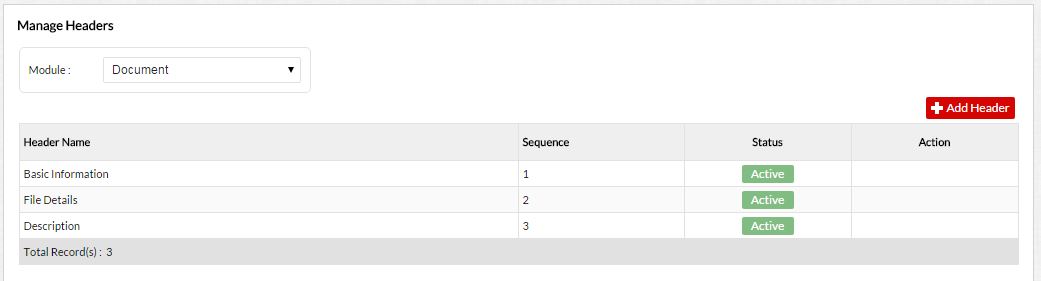 Manage Headers
Module : Document
Add Header
Header Name Sequence Status Action
Basic Information 1 Active
File Details 2 Active
Description 3 Active
Total Record(s) : 3